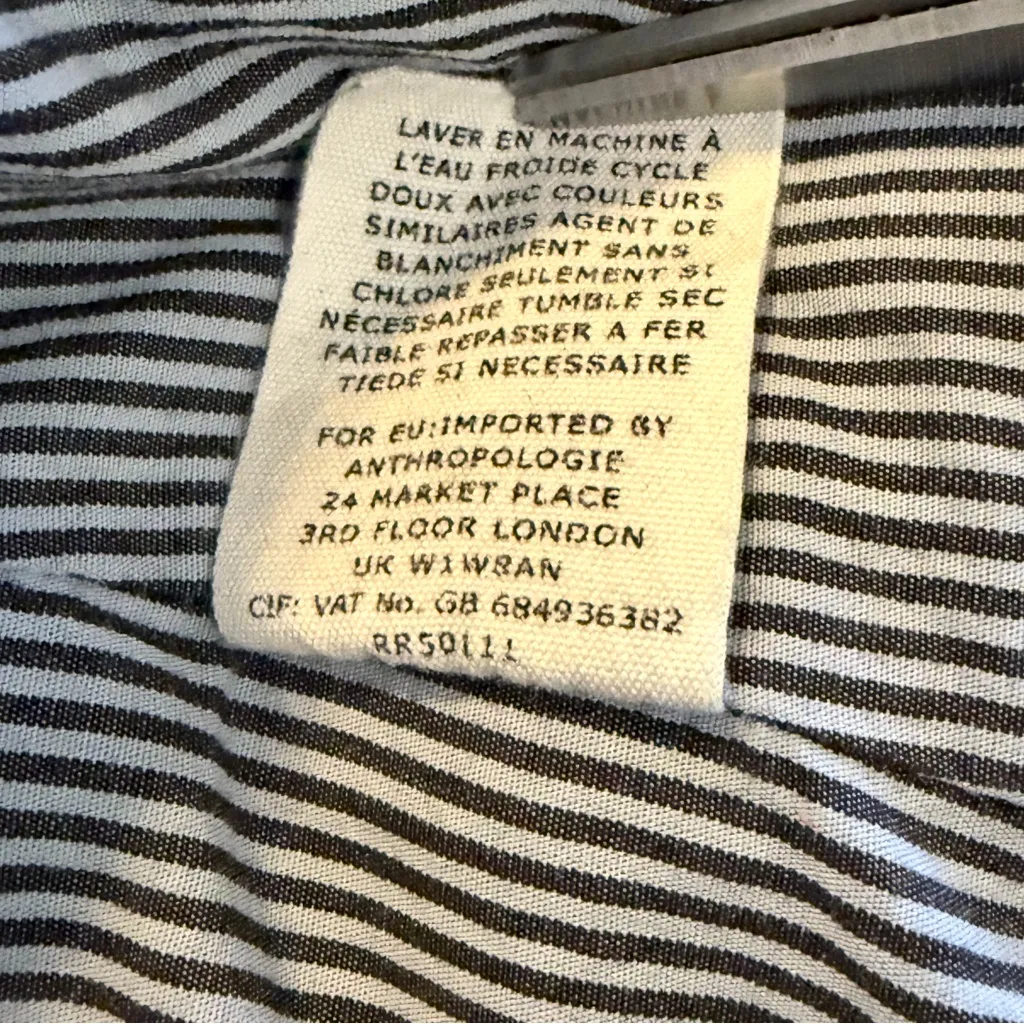 LAVER EN MACHINE À
L'EAU FROIDE CYCLE
DOUX AVEC COULEURS
SIMILAIRES AGENT DE
BLANCHIMENT SANS
CHLORE SEULEMENT SI
NÉCESSAIRE TUMBLE SEC
FAIBLE REPASSER A FER
TIEDE SI NECESSAIRE
FOR EU:IMPORTED BY
ANTHROPOLOGIE
24 MARKET PLACE
3RD FLOOR LONDON
UK W1W8AN
CIF: VAT No. GB 684936382
RR50111